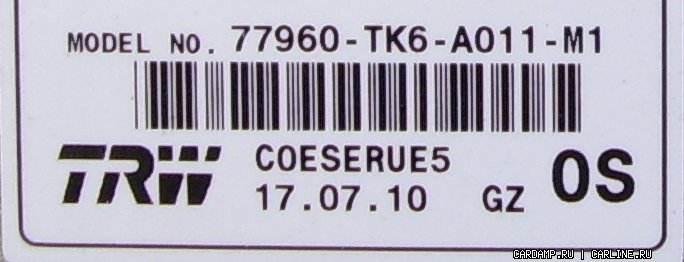 MODEL NO. 77960-TK6-A011-M1
TRW
COESERUE5
17.07.10 GZ 0S
CARDAMP.RU | CARLINE.RU